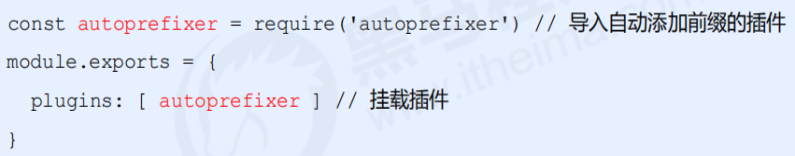 const autoprefixer = require('autoprefixer') // 导入自动添加前缀的插件
module.exports = {
  plugins: [ autoprefixer ] // 挂载插件
}